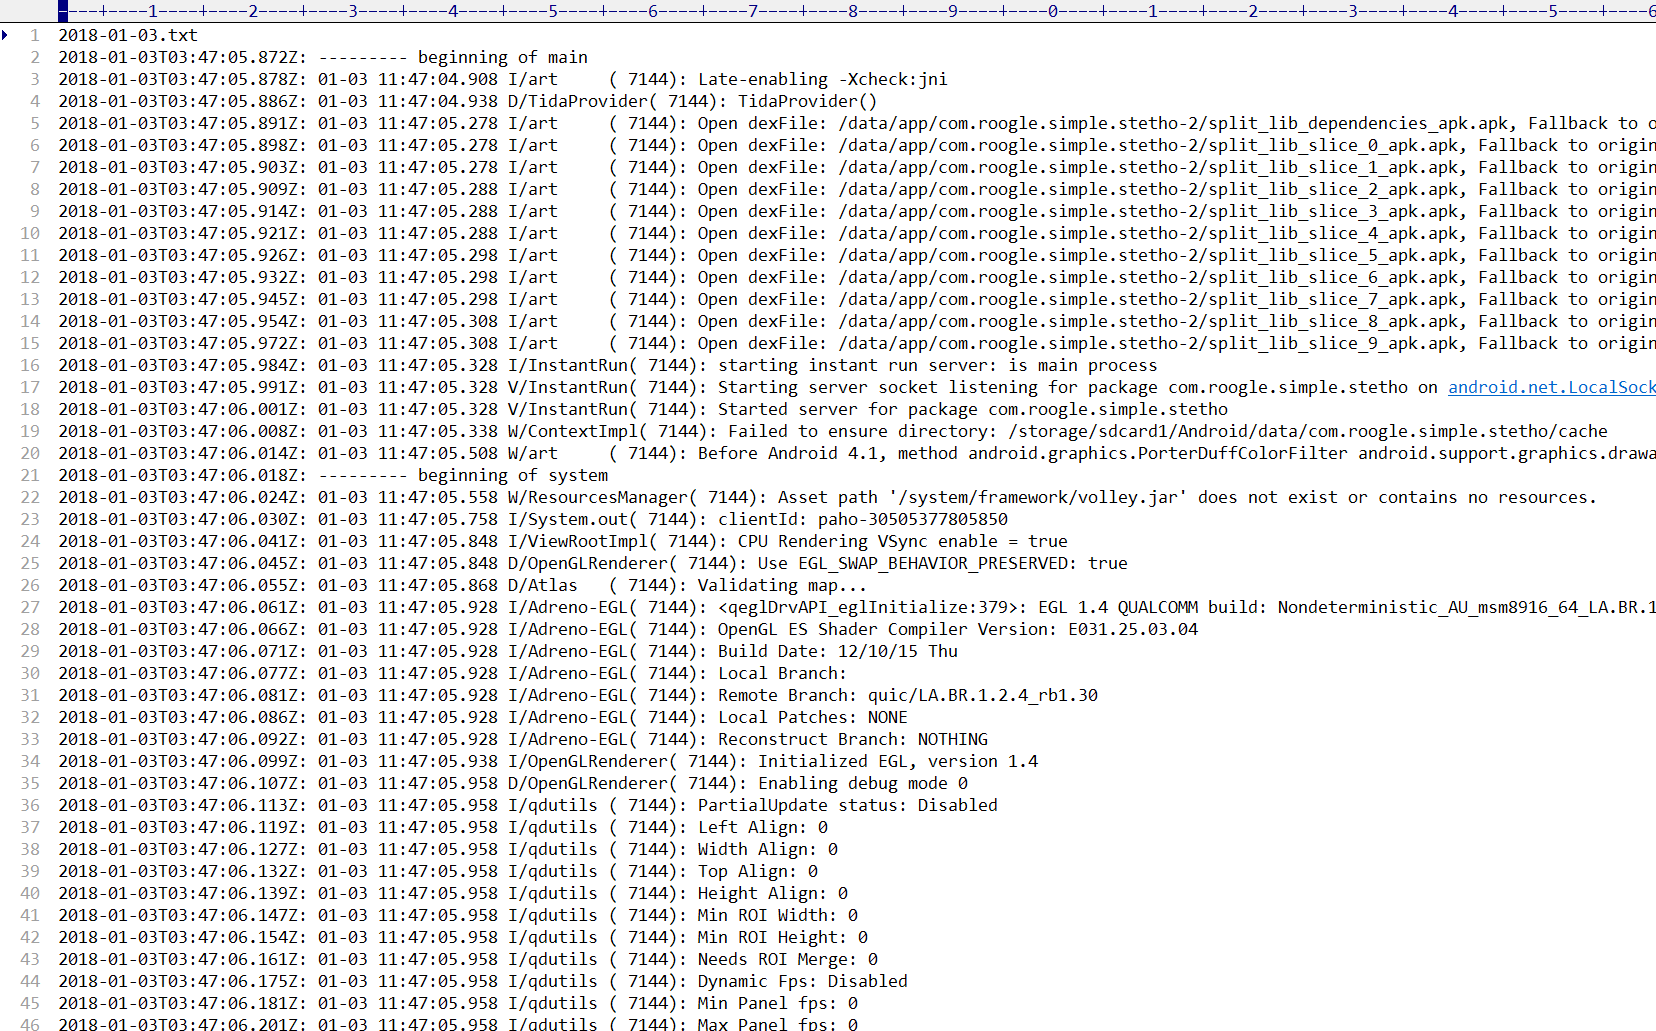 ----+----1----+----2----+----3----+----4----+----5----+----6----+----7----+----8----+----9----+----0----+----1----+----2----+----3----+----4----+----5----+----6
1 2018-01-03.txt
2 2018-01-03T03:47:05.872Z: --------- beginning of main
3 2018-01-03T03:47:05.878Z: 01-03 11:47:04.908 I/art     ( 7144): Late-enabling -Xcheck:jni
4 2018-01-03T03:47:05.886Z: 01-03 11:47:04.938 D/TidaProvider( 7144): TidaProvider()
5 2018-01-03T03:47:05.891Z: 01-03 11:47:05.278 I/art     ( 7144): Open dexFile: /data/app/com.roogle.simple.stetho-2/split_lib_dependencies_apk.apk, Fallback to o
6 2018-01-03T03:47:05.898Z: 01-03 11:47:05.278 I/art     ( 7144): Open dexFile: /data/app/com.roogle.simple.stetho-2/split_lib_slice_0_apk.apk, Fallback to origin
7 2018-01-03T03:47:05.903Z: 01-03 11:47:05.278 I/art     ( 7144): Open dexFile: /data/app/com.roogle.simple.stetho-2/split_lib_slice_1_apk.apk, Fallback to origin
8 2018-01-03T03:47:05.909Z: 01-03 11:47:05.288 I/art     ( 7144): Open dexFile: /data/app/com.roogle.simple.stetho-2/split_lib_slice_2_apk.apk, Fallback to origin
9 2018-01-03T03:47:05.914Z: 01-03 11:47:05.288 I/art     ( 7144): Open dexFile: /data/app/com.roogle.simple.stetho-2/split_lib_slice_3_apk.apk, Fallback to origin
10 2018-01-03T03:47:05.921Z: 01-03 11:47:05.288 I/art     ( 7144): Open dexFile: /data/app/com.roogle.simple.stetho-2/split_lib_slice_4_apk.apk, Fallback to origin
11 2018-01-03T03:47:05.926Z: 01-03 11:47:05.298 I/art     ( 7144): Open dexFile: /data/app/com.roogle.simple.stetho-2/split_lib_slice_5_apk.apk, Fallback to origin
12 2018-01-03T03:47:05.932Z: 01-03 11:47:05.298 I/art     ( 7144): Open dexFile: /data/app/com.roogle.simple.stetho-2/split_lib_slice_6_apk.apk, Fallback to origin
13 2018-01-03T03:47:05.945Z: 01-03 11:47:05.298 I/art     ( 7144): Open dexFile: /data/app/com.roogle.simple.stetho-2/split_lib_slice_7_apk.apk, Fallback to origin
14 2018-01-03T03:47:05.954Z: 01-03 11:47:05.308 I/art     ( 7144): Open dexFile: /data/app/com.roogle.simple.stetho-2/split_lib_slice_8_apk.apk, Fallback to origin
15 2018-01-03T03:47:05.972Z: 01-03 11:47:05.308 I/art     ( 7144): Open dexFile: /data/app/com.roogle.simple.stetho-2/split_lib_slice_9_apk.apk, Fallback to origin
16 2018-01-03T03:47:05.984Z: 01-03 11:47:05.328 I/InstantRun( 7144): starting instant run server: is main process
17 2018-01-03T03:47:05.991Z: 01-03 11:47:05.328 V/InstantRun( 7144): Starting server socket listening for package com.roogle.simple.stetho on android.net.LocalSock
18 2018-01-03T03:47:06.001Z: 01-03 11:47:05.328 V/InstantRun( 7144): Started server for package com.roogle.simple.stetho
19 2018-01-03T03:47:06.008Z: 01-03 11:47:05.338 W/ContextImpl( 7144): Failed to ensure directory: /storage/sdcard1/Android/data/com.roogle.simple.stetho/cache
20 2018-01-03T03:47:06.014Z: 01-03 11:47:05.508 W/art     ( 7144): Before Android 4.1, method android.graphics.PorterDuffColorFilter android.support.graphics.drawa
21 2018-01-03T03:47:06.018Z: --------- beginning of system
22 2018-01-03T03:47:06.024Z: 01-03 11:47:05.558 W/ResourcesManager( 7144): Asset path '/system/framework/volley.jar' does not exist or contains no resources.
23 2018-01-03T03:47:06.030Z: 01-03 11:47:05.758 I/System.out( 7144): clientId: paho-30505377805850
24 2018-01-03T03:47:06.041Z: 01-03 11:47:05.848 I/ViewRootImpl( 7144): CPU Rendering VSync enable = true
25 2018-01-03T03:47:06.045Z: 01-03 11:47:05.848 D/OpenGLRenderer( 7144): Use EGL_SWAP_BEHAVIOR_PRESERVED: true
26 2018-01-03T03:47:06.055Z: 01-03 11:47:05.868 D/Atlas   ( 7144): Validating map...
27 2018-01-03T03:47:06.061Z: 01-03 11:47:05.928 I/Adreno-EGL( 7144): <qeglDrvAPI_eglInitialize:379>: EGL 1.4 QUALCOMM build: Nondeterministic_AU_msm8916_64_LA.BR.1
28 2018-01-03T03:47:06.066Z: 01-03 11:47:05.928 I/Adreno-EGL( 7144): OpenGL ES Shader Compiler Version: E031.25.03.04
29 2018-01-03T03:47:06.071Z: 01-03 11:47:05.928 I/Adreno-EGL( 7144): Build Date: 12/10/15 Thu
30 2018-01-03T03:47:06.077Z: 01-03 11:47:05.928 I/Adreno-EGL( 7144): Local Branch:
31 2018-01-03T03:47:06.081Z: 01-03 11:47:05.928 I/Adreno-EGL( 7144): Remote Branch: quic/LA.BR.1.2.4_rb1.30
32 2018-01-03T03:47:06.086Z: 01-03 11:47:05.928 I/Adreno-EGL( 7144): Local Patches: NONE
33 2018-01-03T03:47:06.092Z: 01-03 11:47:05.928 I/Adreno-EGL( 7144): Reconstruct Branch: NOTHING
34 2018-01-03T03:47:06.099Z: 01-03 11:47:05.938 I/OpenGLRenderer( 7144): Initialized EGL, version 1.4
35 2018-01-03T03:47:06.107Z: 01-03 11:47:05.958 D/OpenGLRenderer( 7144): Enabling debug mode 0
36 2018-01-03T03:47:06.113Z: 01-03 11:47:05.958 I/qdutils ( 7144): PartialUpdate status: Disabled
37 2018-01-03T03:47:06.119Z: 01-03 11:47:05.958 I/qdutils ( 7144): Left Align: 0
38 2018-01-03T03:47:06.127Z: 01-03 11:47:05.958 I/qdutils ( 7144): Width Align: 0
39 2018-01-03T03:47:06.132Z: 01-03 11:47:05.958 I/qdutils ( 7144): Top Align: 0
40 2018-01-03T03:47:06.139Z: 01-03 11:47:05.958 I/qdutils ( 7144): Height Align: 0
41 2018-01-03T03:47:06.147Z: 01-03 11:47:05.958 I/qdutils ( 7144): Min ROI Width: 0
42 2018-01-03T03:47:06.154Z: 01-03 11:47:05.958 I/qdutils ( 7144): Min ROI Height: 0
43 2018-01-03T03:47:06.161Z: 01-03 11:47:05.958 I/qdutils ( 7144): Needs ROI Merge: 0
44 2018-01-03T03:47:06.175Z: 01-03 11:47:05.958 I/qdutils ( 7144): Dynamic Fps: Disabled
45 2018-01-03T03:47:06.181Z: 01-03 11:47:05.958 I/qdutils ( 7144): Min Panel fps: 0
46 2018-01-03T03:47:06.201Z: 01-03 11:47:05.958 I/qdutils ( 7144): Max Panel fps: 0